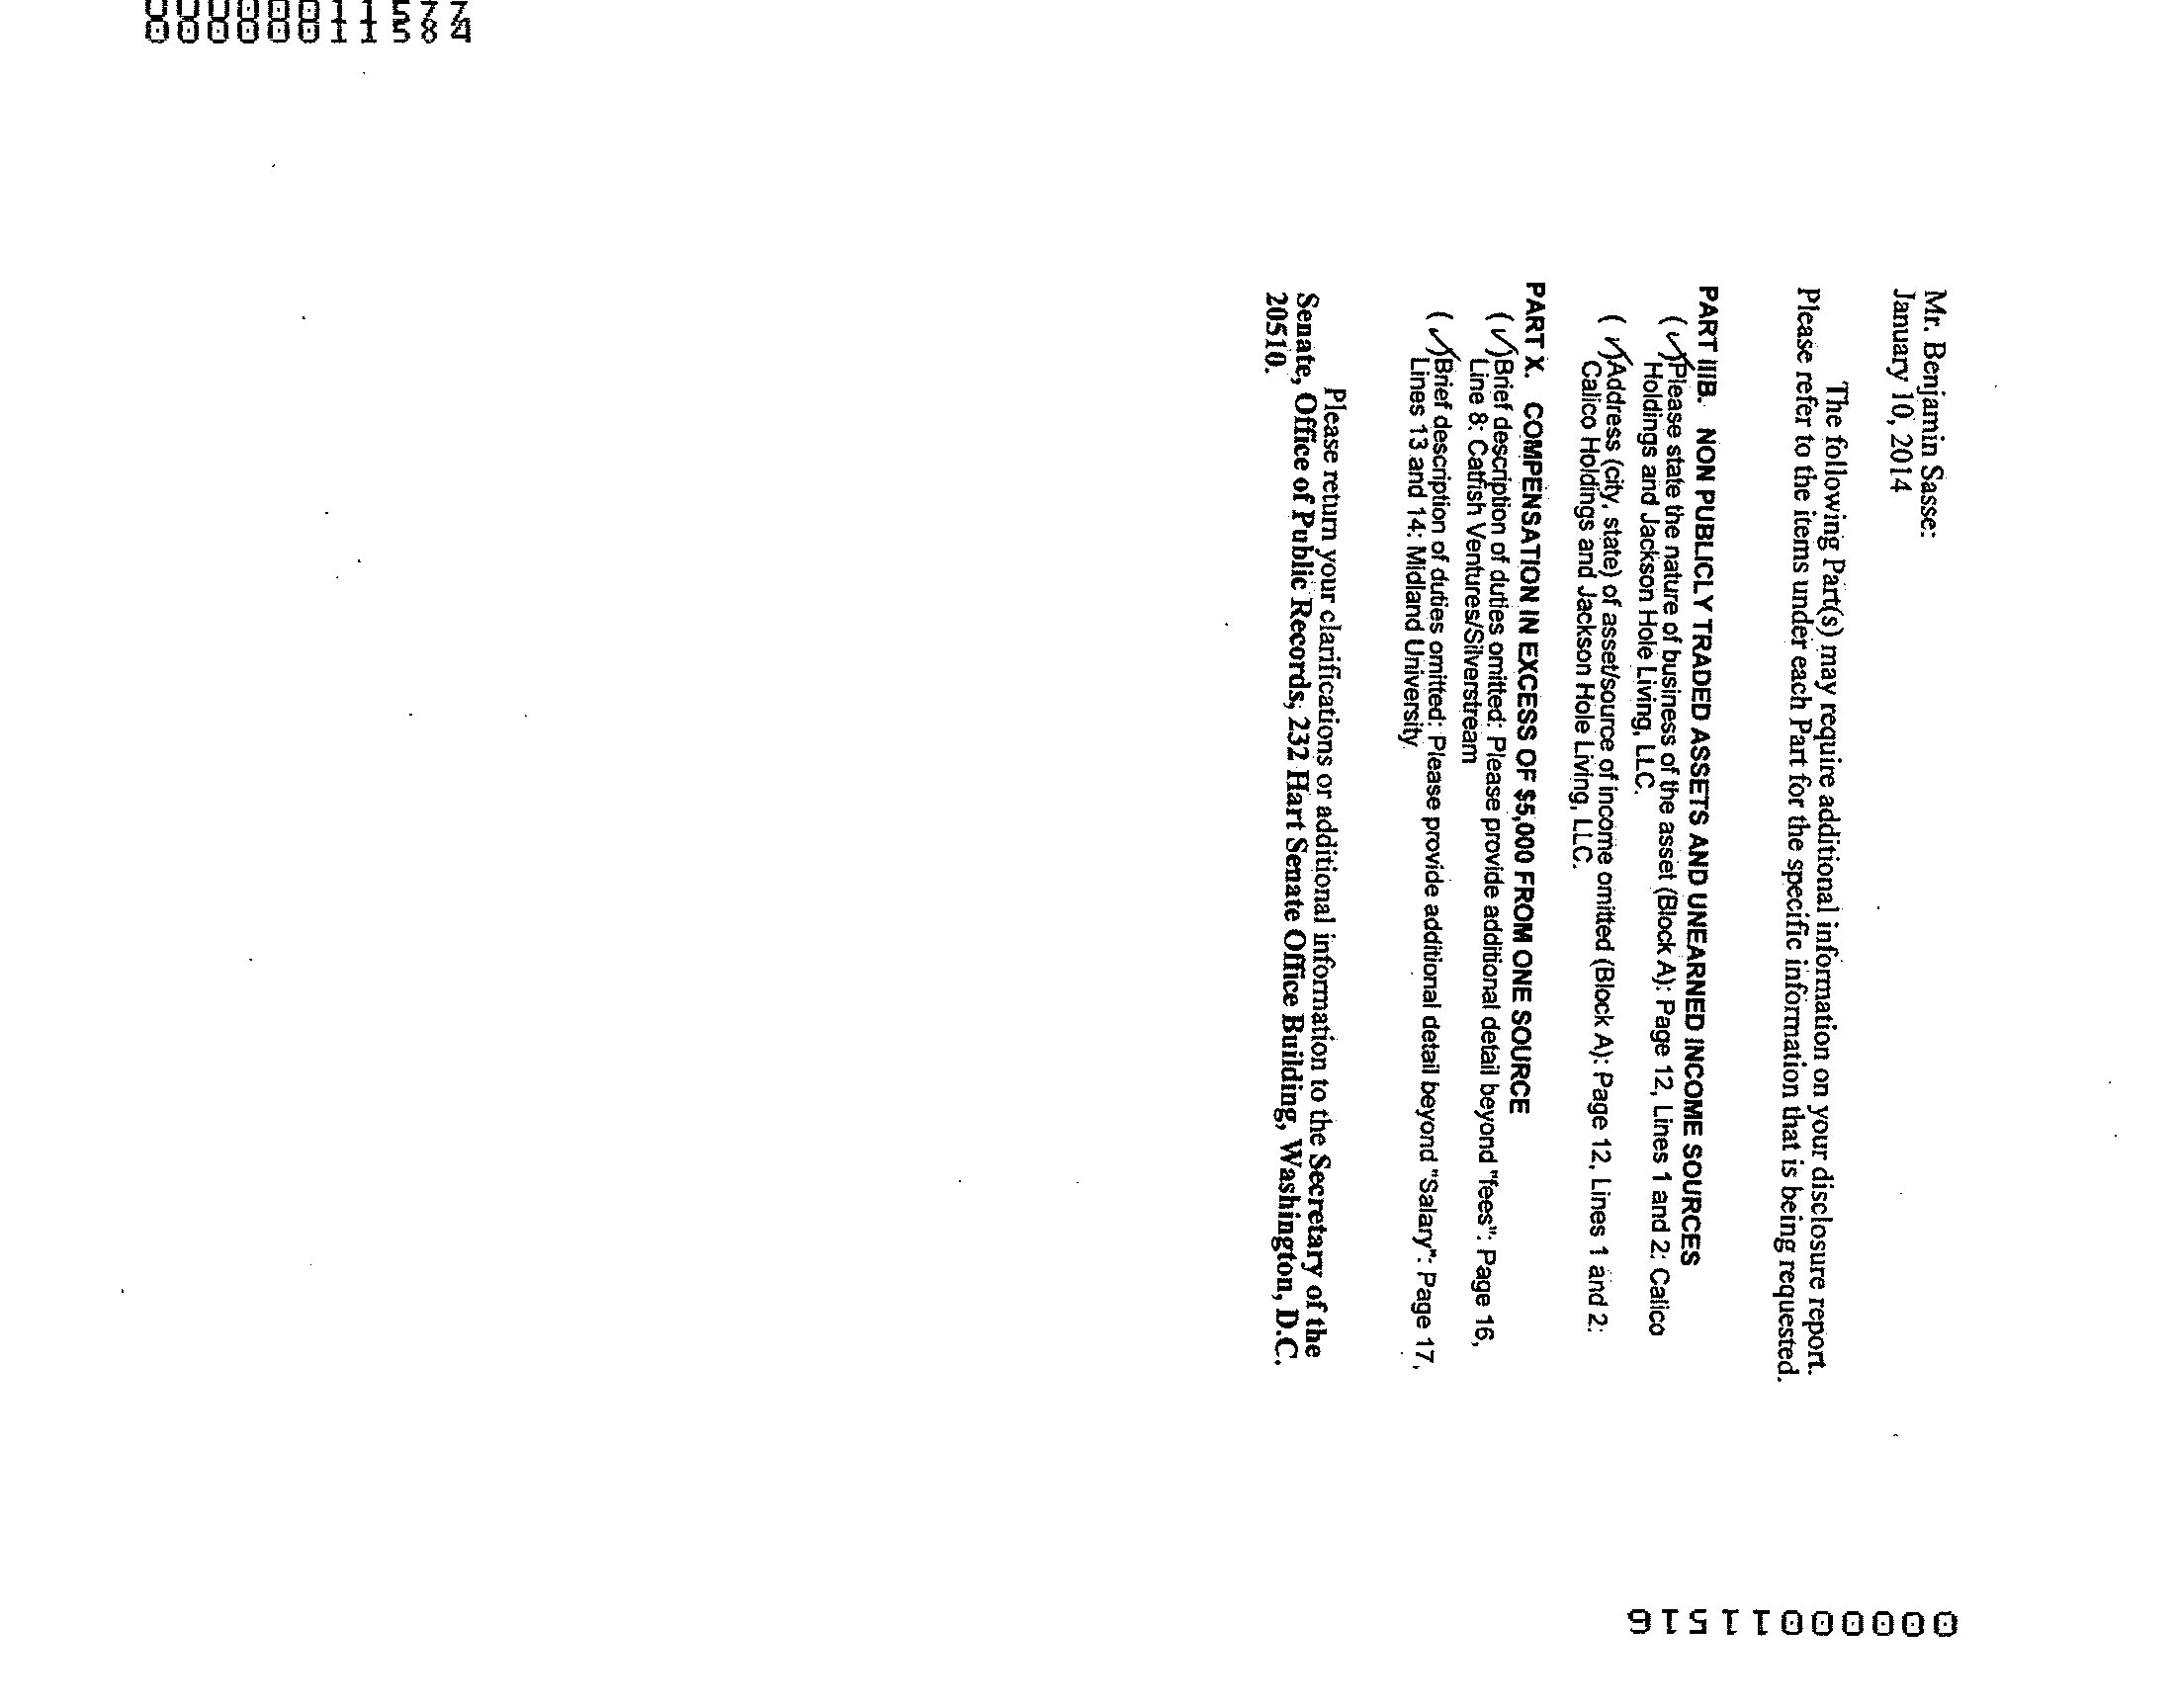 Mr. Benjamin Sasse:
January 10, 2014
The following Part(s) may require additional information on your disclosure report.
Please refer to the items under each Part for the specific information that is being requested.
PART IIIB. NON PUBLICLY TRADED ASSETS AND UNEARNED INCOME SOURCES
(✓)Please state the nature of business of the asset (Block A): Page 12, Lines 1 and 2: Calico
Holdings and Jackson Hole Living, LLC.
(✓)Address (city, state) of asset/source of income omitted (Block A): Page 12, Lines 1 and 2:
Calico Holdings and Jackson Hole Living, LLC.
PART X. COMPENSATION IN EXCESS OF $5,000 FROM ONE SOURCE
(✓)Brief description of duties omitted: Please provide additional detail beyond "fees": Page 16,
Line 8: Catfish Ventures/Silverstream
(✓)Brief description of duties omitted: Please provide additional detail beyond "Salary": Page 17,
Lines 13 and 14: Midland University
Please return your clarifications or additional information to the Secretary of the
Senate, Office of Public Records, 232 Hart Senate Office Building, Washington, D.C.
20510.
00000011516